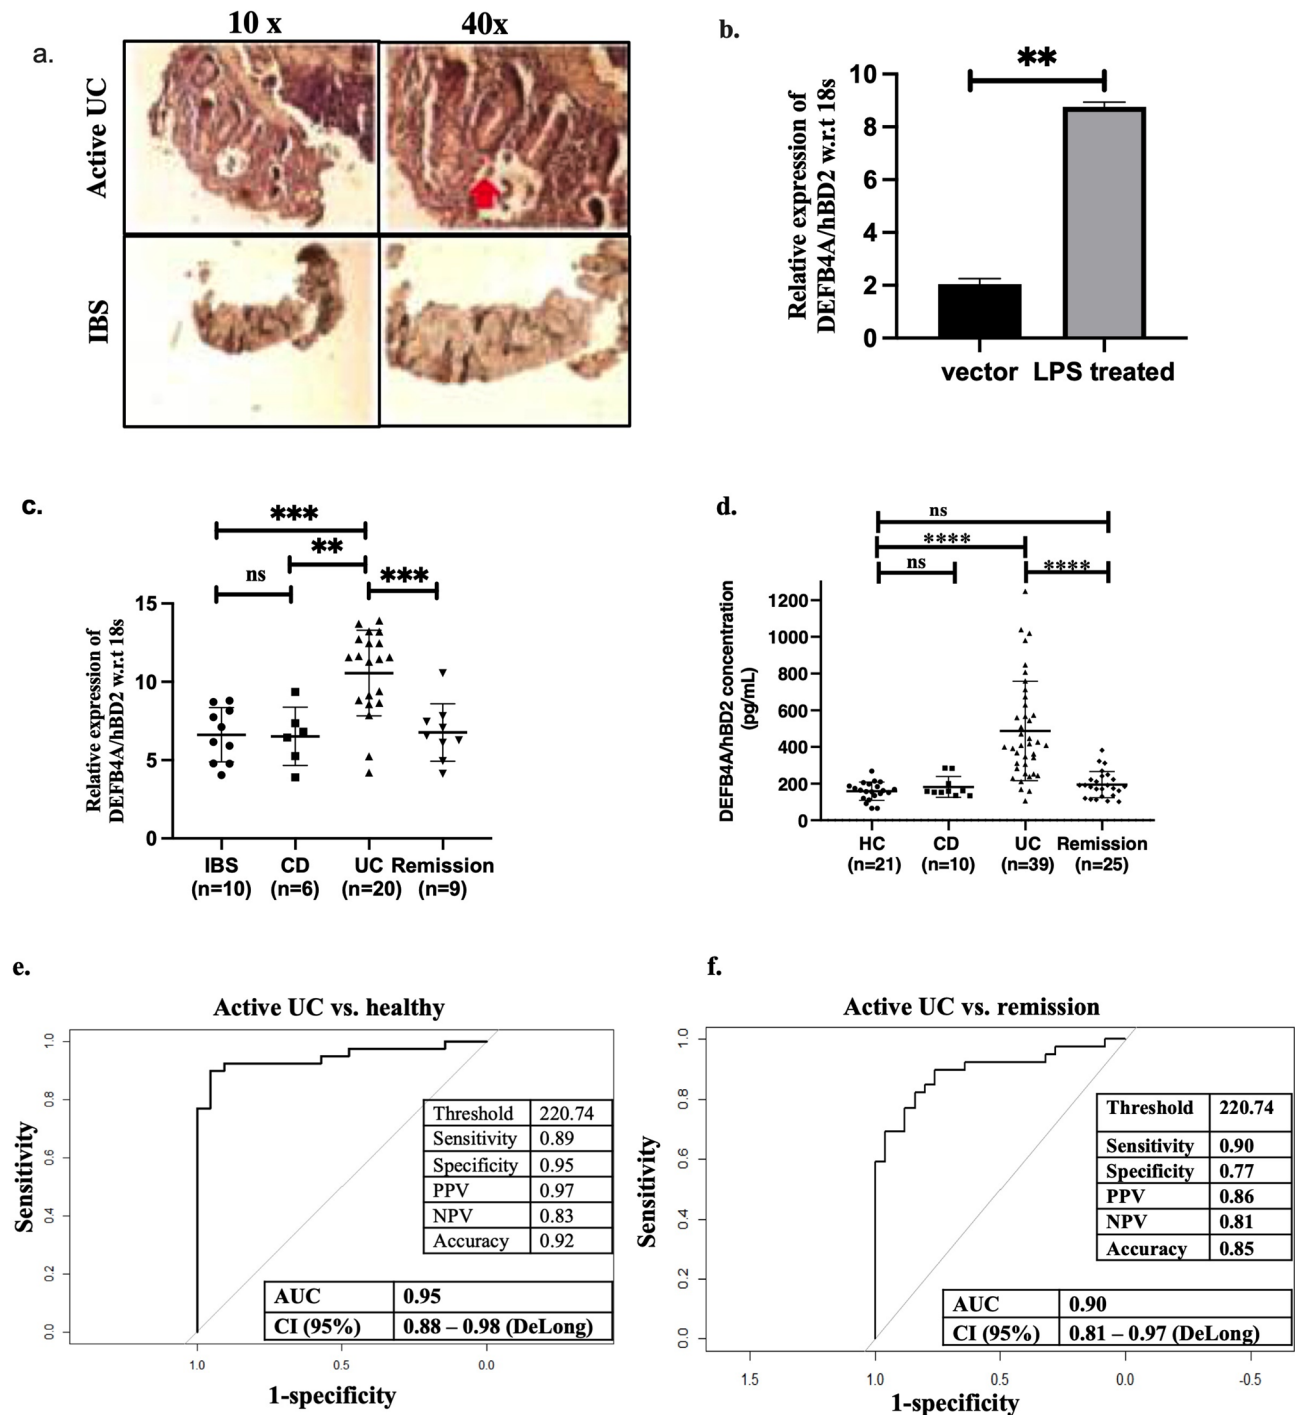 a.
10 x
40x
Active UC
IBS
b.
**
Relative expression of
DEFB4A/hBD2 w.r.t 18s
10
8
6
4
2
0
vector
LPS treated
c.
***
**
ns
***
Relative expression of
DEFB4A/hBD2 w.r.t 18s
15
10
5
0
IBS
(n=10)
CD
(n=6)
UC
(n=20)
Remission
(n=9)
d.
ns
****
ns
****
DEFB4A/hBD2 concentration
(pg/mL)
1200
1000
800
600
400
200
0
HC
(n=21)
CD
(n=10)
UC
(n=39)
Remission
(n=25)
e.
Active UC vs. healthy
Sensitivity
1.0
0.8
0.6
0.4
0.2
0.0
Threshold 220.74
Sensitivity 0.89
Specificity 0.95
PPV 0.97
NPV 0.83
Accuracy 0.92
AUC 0.95
CI (95%) 0.88 – 0.98 (DeLong)
1.0 0.5 0.0
1-specificity
f.
Active UC vs. remission
Sensitivity
1.0
0.8
0.6
0.4
0.2
0.0
Threshold 220.74
Sensitivity 0.90
Specificity 0.77
PPV 0.86
NPV 0.81
Accuracy 0.85
AUC 0.90
CI (95%) 0.81 – 0.97 (DeLong)
1.5 1.0 0.5 0.0 -0.5
1-specificity